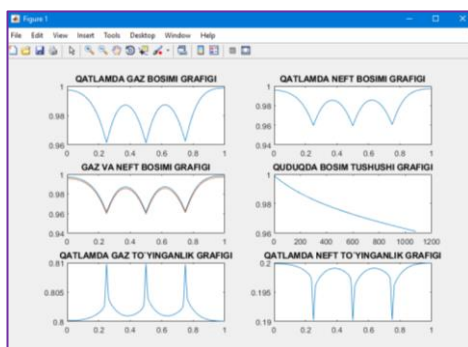 Figure 1
File Edit View Insert Tools Desktop Window Help
QATLAMDA GAZ BOSIMI GRAFIGI
1
0.98
0.96
0 0.2 0.4 0.6 0.8 1
QATLAMDA NEFT BOSIMI GRAFIGI
1
0.98
0.96
0.94
0 0.2 0.4 0.6 0.8 1
GAZ VA NEFT BOSIMI GRAFIGI
1
0.98
0.96
0.94
0 0.2 0.4 0.6 0.8 1
QUDUQDA BOSIM TUSHUSHI GRAFIGI
1
0.98
0.96
0 200 400 600 800 1000 1200
QATLAMDA GAZ TO`YINGANLIK GRAFIGI
0.81
0.805
0.8
0 0.2 0.4 0.6 0.8 1
QATLAMDA NEFT TO`YINGANLIK GRAFIGI
0.2
0.195
0.19
0 0.2 0.4 0.6 0.8 1